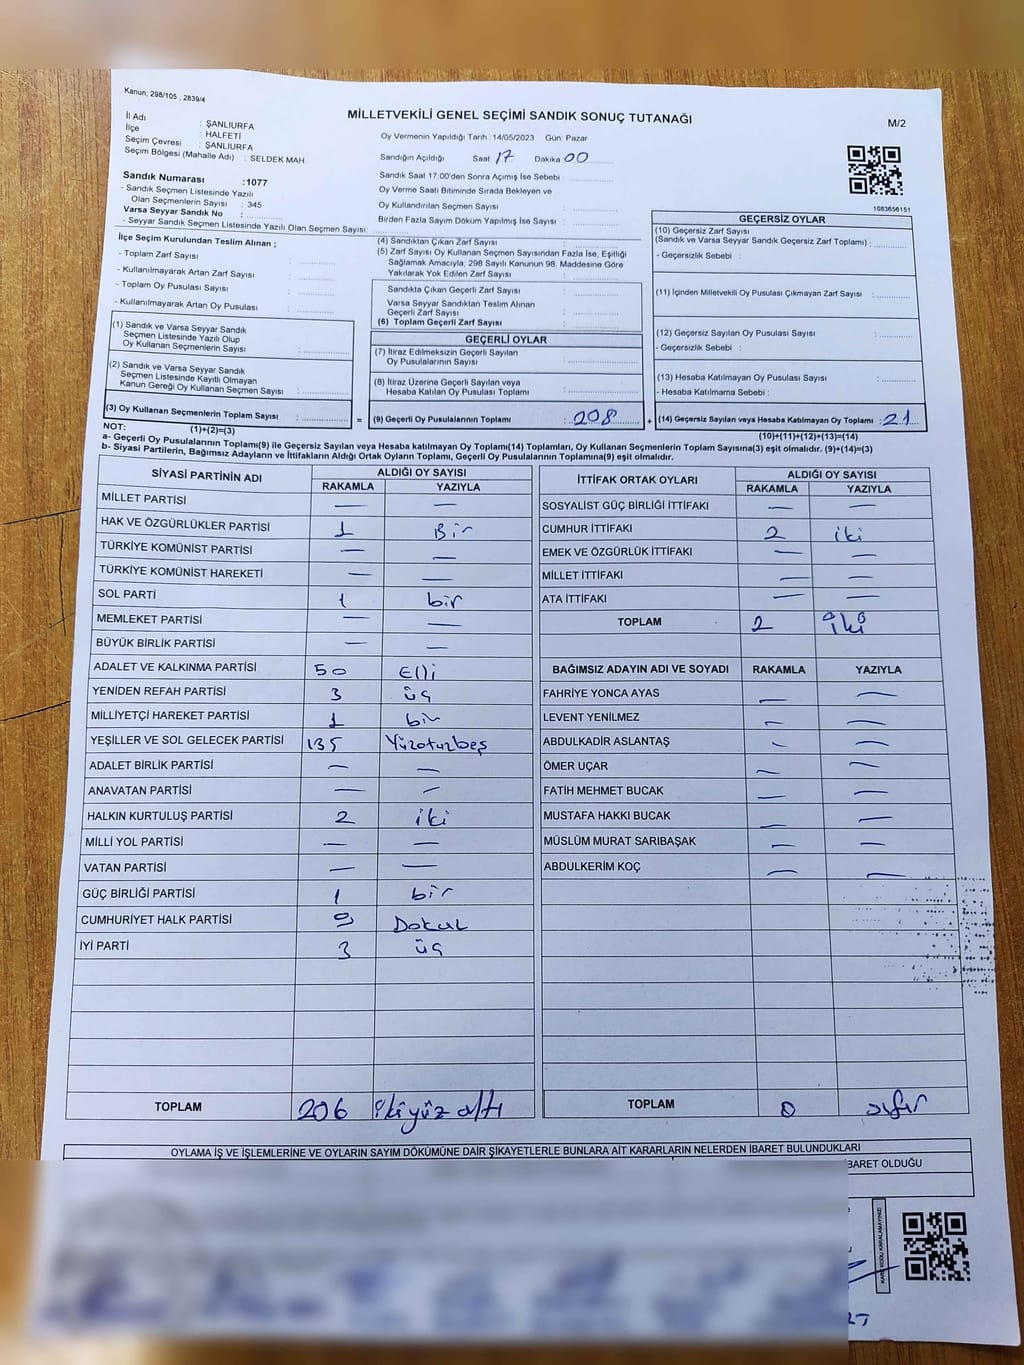 Kanun; 298/105 , 2839/4
MİLLETVEKİLİ GENEL SEÇİMİ SANDIK SONUÇ TUTANAĞI
M/2
İl Adı : ŞANLIURFA
İlçe : HALFETİ
Seçim Çevresi : ŞANLIURFA
Seçim Bölgesi (Mahalle Adı) : SELDEK MAH.
Sandık Numarası :1077
- Sandık Seçmen Listesinde Yazılı
Olan Seçmenlerin Sayısı : 345
Varsa Seyyar Sandık No :
- Seyyar Sandık Seçmen Listesinde Yazılı Olan Seçmen Sayısı:
Oy Vermenin Yapıldığı Tarih :14/05/2023 Gün: Pazar
Sandığın Açıldığı Saat 17 Dakika 00
Sandık Saat 17:00'den Sonra Açımış İse Sebebi :
Oy Verme Saati Bitiminde Sırada Bekleyen ve
Oy Kullandırılan Seçmen Sayısı :
Birden Fazla Sayım Döküm Yapılmış İse Sayısı :
1083656151
İlçe Seçim Kurulundan Teslim Alınan ;
- Toplam Zarf Sayısı :
- Kullanılmayarak Artan Zarf Sayısı :
- Toplam Oy Pusulası Sayısı :
- Kullanılmayarak Artan Oy Pusulası :
(4) Sandıktan Çıkan Zarf Sayısı :
(5) Zarf Sayısı Oy Kullanan Seçmen Sayısından Fazla İse, Eşitliği
Sağlamak Amacıyla, 298 Sayılı Kanunun 98. Maddesine Göre
Yakılarak Yok Edilen Zarf Sayısı :
Sandıkta Çıkan Geçerli Zarf Sayısı :
Varsa Seyyar Sandıktan Teslim Alınan
Geçerli Zarf Sayısı :
(6) Toplam Geçerli Zarf Sayısı :
GEÇERSİZ OYLAR
(10) Geçersiz Zarf Sayısı
(Sandık ve Varsa Seyyar Sandık Geçersiz Zarf Toplamı) :
- Geçersizlik Sebebi :
(11) İçinden Milletvekili Oy Pusulası Çıkmayan Zarf Sayısı :
(12) Geçersiz Sayılan Oy Pusulası Sayısı :
- Geçersizlik Sebebi :
(13) Hesaba Katılmayan Oy Pusulası Sayısı :
- Hesaba Katılmama Sebebi :
(1) Sandık ve Varsa Seyyar Sandık
Seçmen Listesinde Yazılı Olup
Oy Kullanan Seçmenlerin Sayısı :
(2) Sandık ve Varsa Seyyar Sandık
Seçmen Listesinde Kayıtlı Olmayan
Kanun Gereği Oy Kullanan Seçmen Sayısı :
GEÇERLİ OYLAR
(7) İtiraz Edilmeksizin Geçerli Sayılan
Oy Pusulalarının Sayısı :
(8) İtiraz Üzerine Geçerli Sayılan veya
Hesaba Katılan Oy Pusulaları Toplamı :
(3) Oy Kullanan Seçmenlerin Toplam Sayısı : = (9) Geçerli Oy Pusulalarının Toplamı : 208 + (14) Geçersiz Sayılan veya Hesaba Katılmayan Oy Toplamı : 21
NOT: (1)+(2)=(3)
(10)+(11)+(12)+(13)=(14)
a- Geçerli Oy Pusulalarının Toplamı(9) ile Geçersiz Sayılan veya Hesaba katılmayan Oy Toplamı(14) Toplamları, Oy Kullanan Seçmenlerin Toplam Sayısına(3) eşit olmalıdır. (9)+(14)=(3)
b- Siyasi Partilerin, Bağımsız Adayların ve İttifakların Aldığı Ortak Oyların Toplamı, Geçerli Oy Pusulalarının Toplamına(9) eşit olmalıdır.
SİYASİ PARTİNİN ADI ALDIĞI OY SAYISI
RAKAMLA YAZIYLA
MİLLET PARTİSİ — —
HAK VE ÖZGÜRLÜKLER PARTİSİ 1 Bir
TÜRKİYE KOMÜNİST PARTİSİ — —
TÜRKİYE KOMÜNİST HAREKETİ — —
SOL PARTİ 1 bir
MEMLEKET PARTİSİ — —
BÜYÜK BİRLİK PARTİSİ — —
ADALET VE KALKINMA PARTİSİ 50 Elli
YENİDEN REFAH PARTİSİ 3 üç
MİLLİYETÇİ HAREKET PARTİSİ 1 bir
YEŞİLLER VE SOL GELECEK PARTİSİ 135 Yüzotuzbeş
ADALET BİRLİK PARTİSİ — —
ANAVATAN PARTİSİ — —
HALKIN KURTULUŞ PARTİSİ 2 iki
MİLLİ YOL PARTİSİ — —
VATAN PARTİSİ — —
GÜÇ BİRLİĞİ PARTİSİ 1 bir
CUMHURİYET HALK PARTİSİ 9 Dokuz
İYİ PARTİ 3 üç
TOPLAM 206 iki yüz altı
İTTİFAK ORTAK OYLARI ALDIĞI OY SAYISI
RAKAMLA YAZIYLA
SOSYALİST GÜÇ BİRLİĞİ İTTİFAKI — —
CUMHUR İTTİFAKI 2 iki
EMEK VE ÖZGÜRLÜK İTTİFAKI — —
MİLLET İTTİFAKI — —
ATA İTTİFAKI — —
TOPLAM 2 iki
BAĞIMSIZ ADAYIN ADI VE SOYADI RAKAMLA YAZIYLA
FAHRİYE YONCA AYAS — —
LEVENT YENİLMEZ — —
ABDULKADİR ASLANTAŞ — —
ÖMER UÇAR — —
FATİH MEHMET BUCAK — —
MUSTAFA HAKKI BUCAK — —
MÜSLÜM MURAT SARIBAŞAK — —
ABDULKERİM KOÇ — —
TOPLAM 0 sıfır
OYLAMA İŞ VE İŞLEMLERİNE VE OYLARIN SAYIM DÖKÜMÜNE DAİR ŞİKAYETLERLE BUNLARA AİT KARARLARIN NELERDEN İBARET BULUNDUKLARI
BARET OLDUĞU